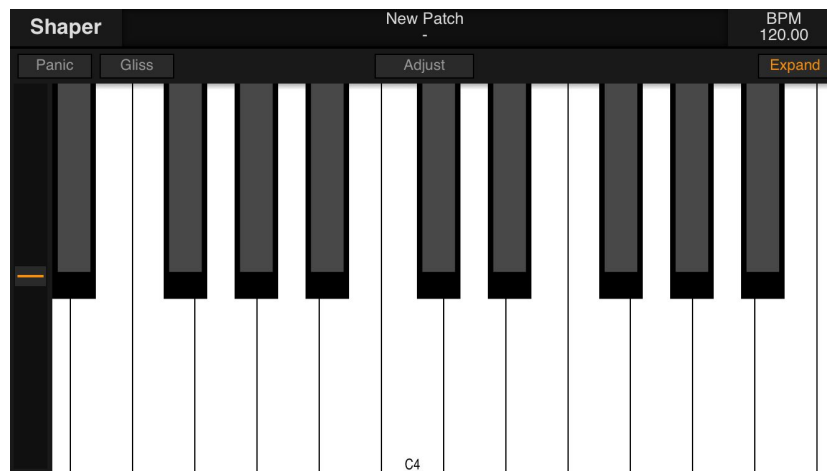 Shaper
New Patch
-
BPM
120.00
Panic
Gliss
Adjust
Expand
C4